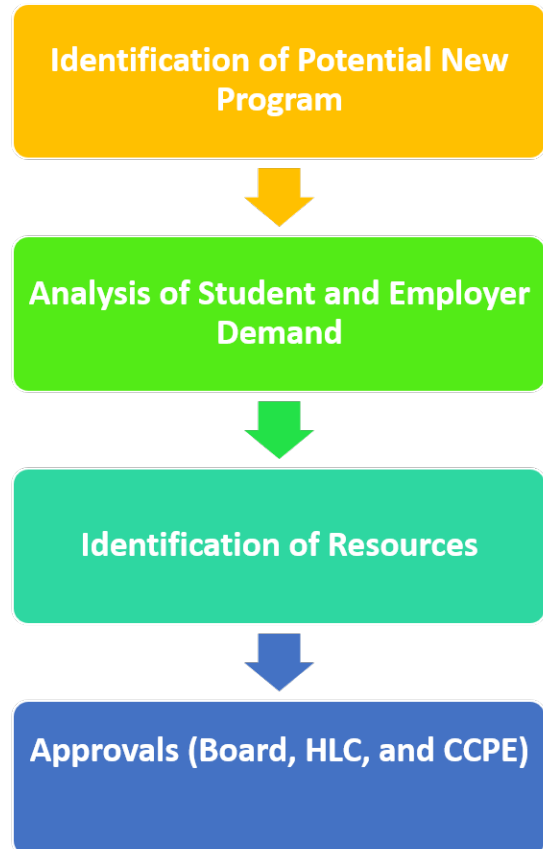 Identification of Potential New
Program
Analysis of Student and Employer
Demand
Identification of Resources
Approvals (Board, HLC, and CCPE)